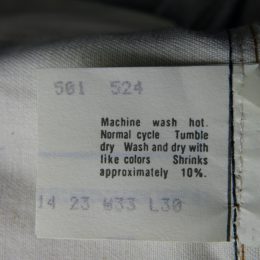 501 524
Machine wash hot.
Normal cycle Tumble
dry Wash and dry with
like colors Shrinks
approximately 10%.
14 23 W33 L30